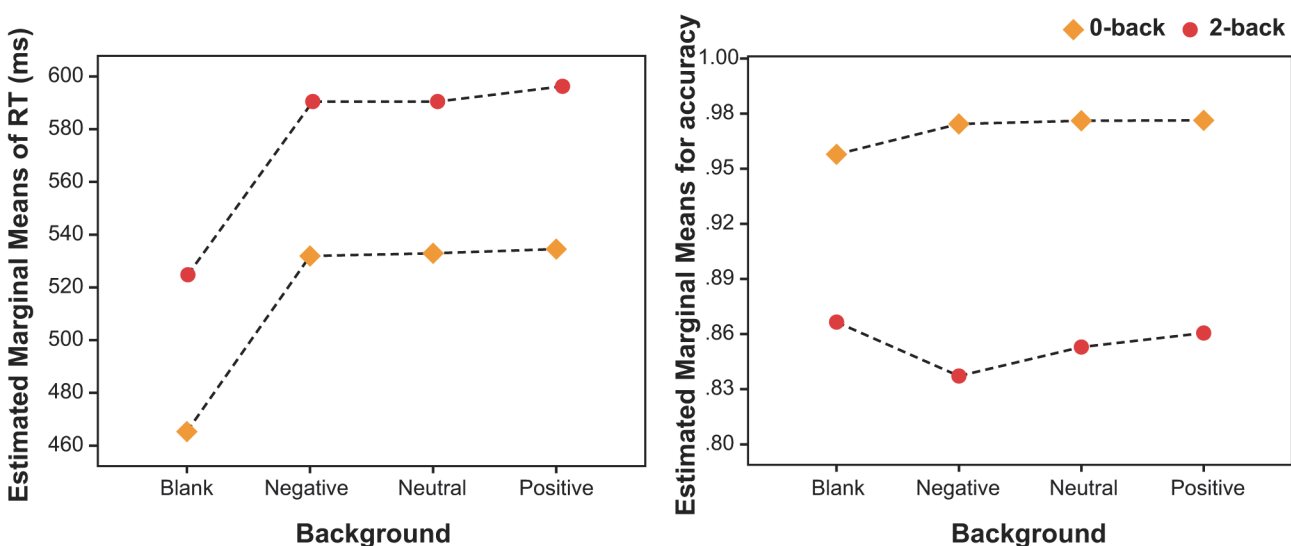 Estimated Marginal Means of RT (ms)
600
580
560
540
520
500
480
460
Blank Negative Neutral Positive
Background
0-back 2-back
Estimated Marginal Means for accuracy
1.00
.98
.95
.92
.89
.86
.83
.80
Blank Negative Neutral Positive
Background